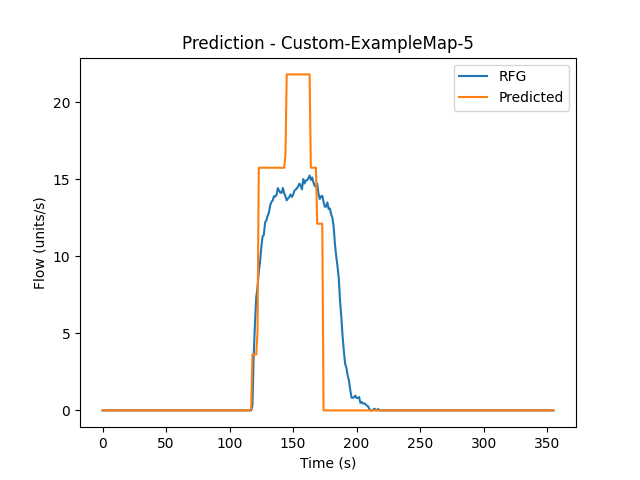 Prediction - Custom-ExampleMap-5
RFG
Predicted
20
15
10
5
0
Flow (units/s)
0 50 100 150 200 250 300 350
Time (s)